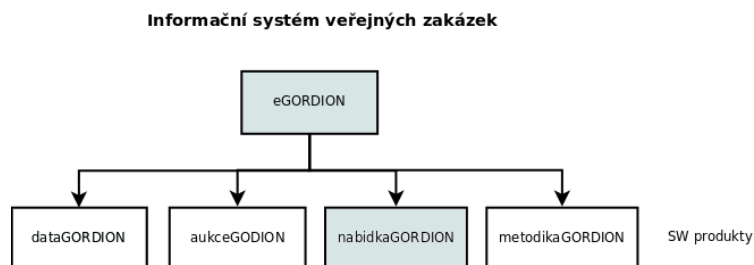 Informační systém veřejných zakázek
eGORDION
dataGORDION
aukceGODION
nabidkaGORDION
metodikaGORDION
SW produkty